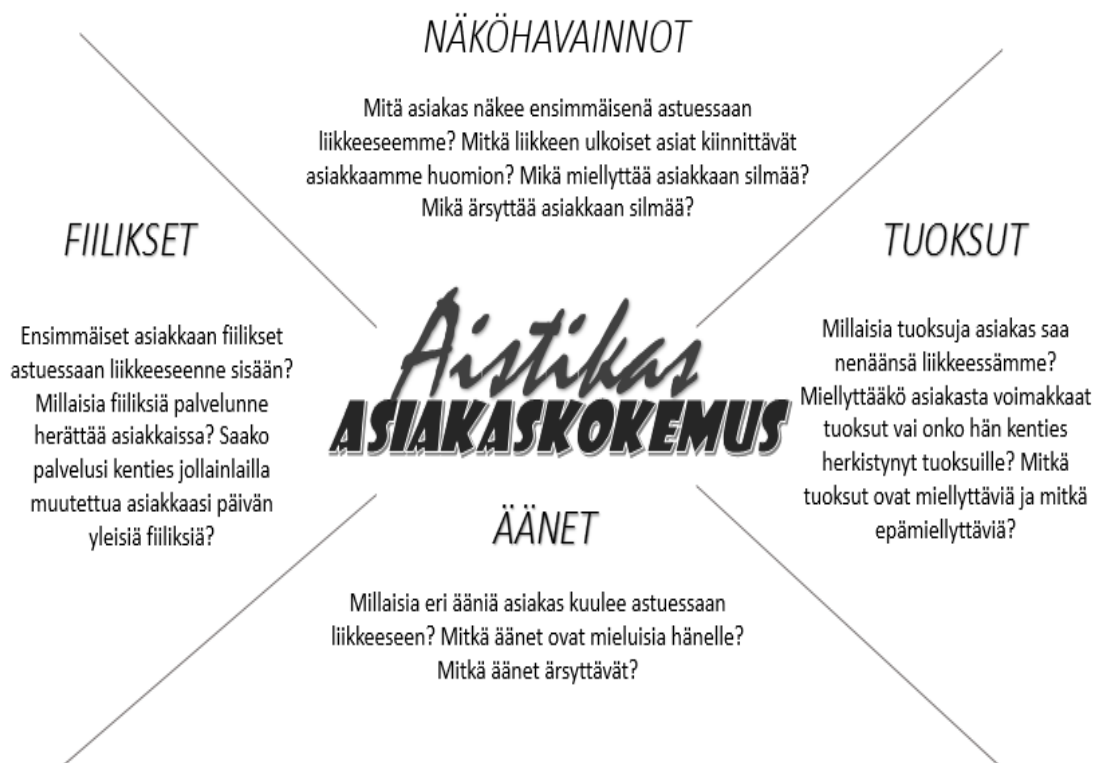 NÄKÖHAVAINNOT
Mitä asiakas näkee ensimmäisenä astuessaan
liikkeeseemme? Mitkä liikkeen ulkoiset asiat kiinnittävät
asiakkaamme huomion? Mikä miellyttää asiakkaan silmää?
Mikä ärsyttää asiakkaan silmää?
FIILIKSET
Ensimmäiset asiakkaan fiilikset
astuessaan liikkeeseenne sisään?
Millaisia fiiliksiä palvelunne
herättää asiakkaissa? Saako
palvelusi kenties jollainlailla
muutettua asiakkaasi päivän
yleisiä fiiliksiä?
Aistikas
ASIAKASKOKEMUS
TUOKSUT
Millaisia tuoksuja asiakas saa
nenäänsä liikkeessämme?
Miellyttääkö asiakasta voimakkaat
tuoksut vai onko hän kenties
herkistynyt tuoksuille? Mitkä
tuoksut ovat miellyttäviä ja mitkä
epämiellyttäviä?
ÄÄNET
Millaisia eri ääniä asiakas kuulee astuessaan
liikkeeseen? Mitkä äänet ovat mieluisia hänelle?
Mitkä äänet ärsyttävät?